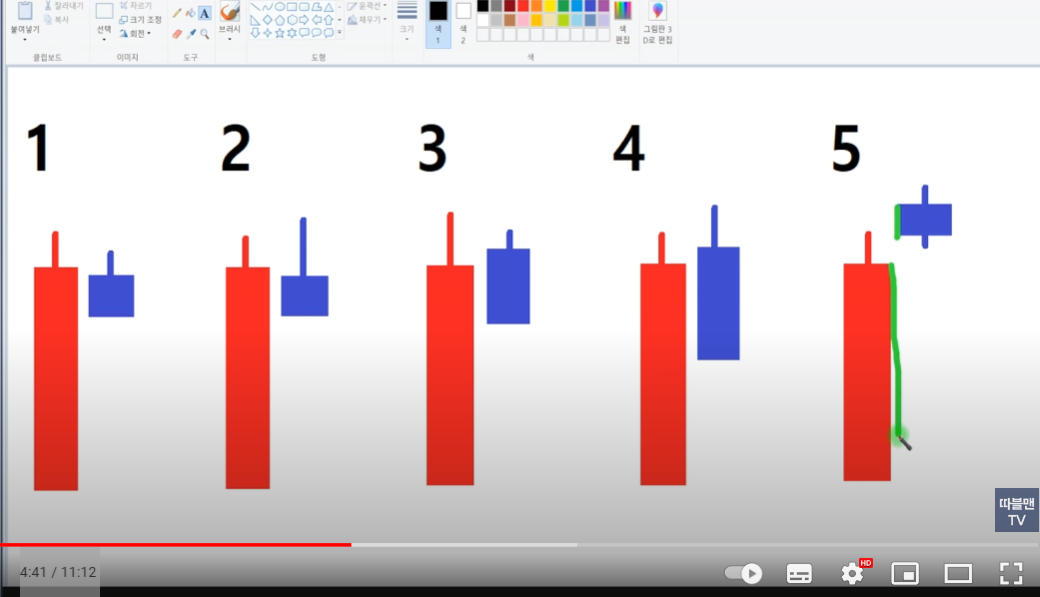 붙여넣기
잘라내기
복사
클립보드
선택
자르기
크기 조정
회전
이미지
A
도구
브러시
윤곽선
채우기
도형
크기
색
1
색
2
색
편집
색
그림판 3
D로 편집
1 2 3 4 5
따블맨
TV
4:41 / 11:12
HD